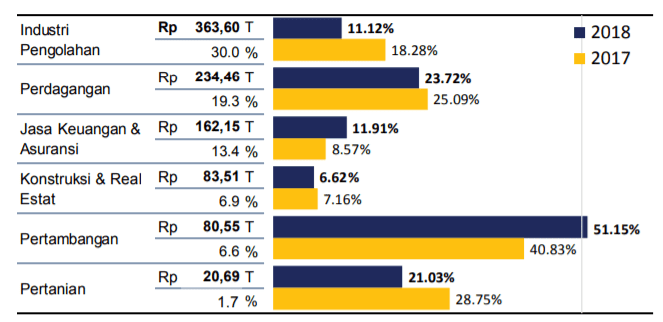 2018
2017
Industri Pengolahan
Rp 363,60 T
30.0 %
11.12%
18.28%
Perdagangan
Rp 234,46 T
19.3 %
23.72%
25.09%
Jasa Keuangan &
Asuransi
Rp 162,15 T
13.4 %
11.91%
8.57%
Konstruksi & Real
Estat
Rp 83,51 T
6.9 %
6.62%
7.16%
Pertambangan
Rp 80,55 T
6.6 %
51.15%
40.83%
Pertanian
Rp 20,69 T
1.7 %
21.03%
28.75%